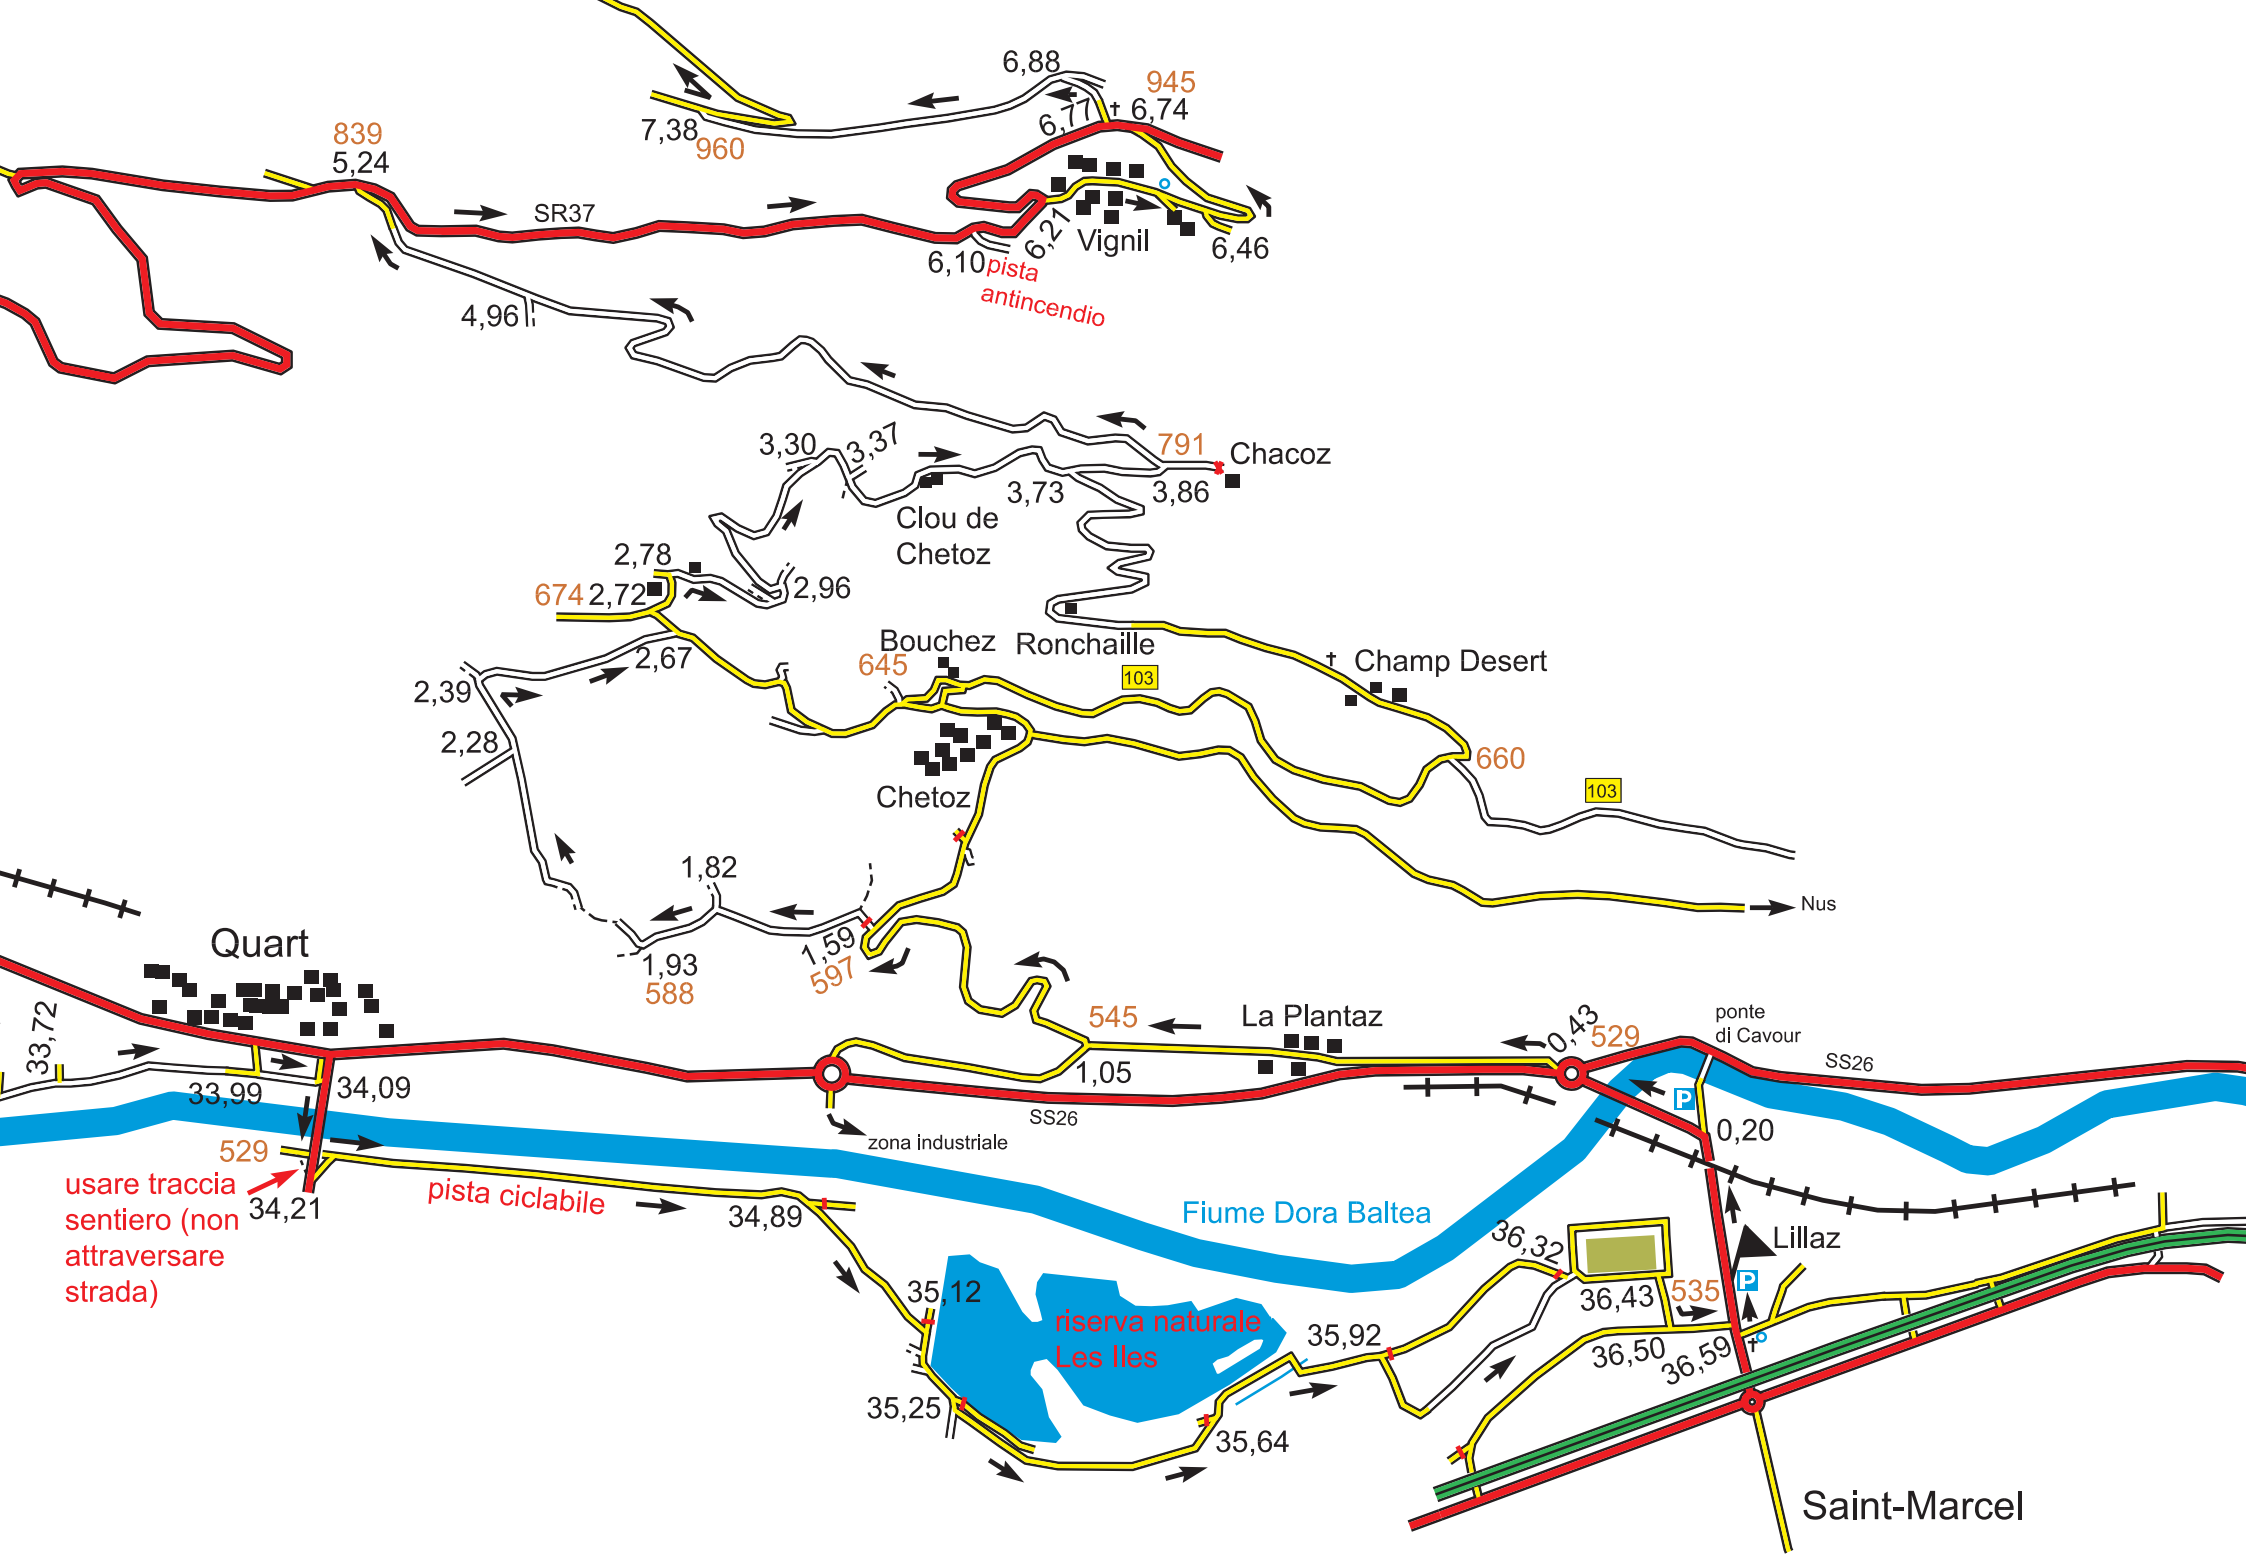 6,88
945
6,77
6,74
7,38
960
839
5,24
SR37
6,21
Vignil
6,46
6,10
pista
antincendio
4,96
3,30
3,37
791
Chacoz
3,73
3,86
Clou de
Chetoz
2,78
674
2,72
2,96
Bouchez
645
Ronchaille
103
Champ Desert
2,67
2,39
2,28
660
103
Chetoz
1,82
Nus
Quart
1,59
597
1,93
588
33,72
545
La Plantaz
0,43
529
ponte
di Cavour
SS26
1,05
33,99
34,09
SS26
P
0,20
zona industriale
529
usare traccia
sentiero (non
attraversare
strada)
34,21
pista ciclabile
34,89
Fiume Dora Baltea
36,32
Lillaz
P
35,12
36,43
535
riserva naturale
Les Iles
35,92
36,50
36,59
35,25
35,64
Saint-Marcel